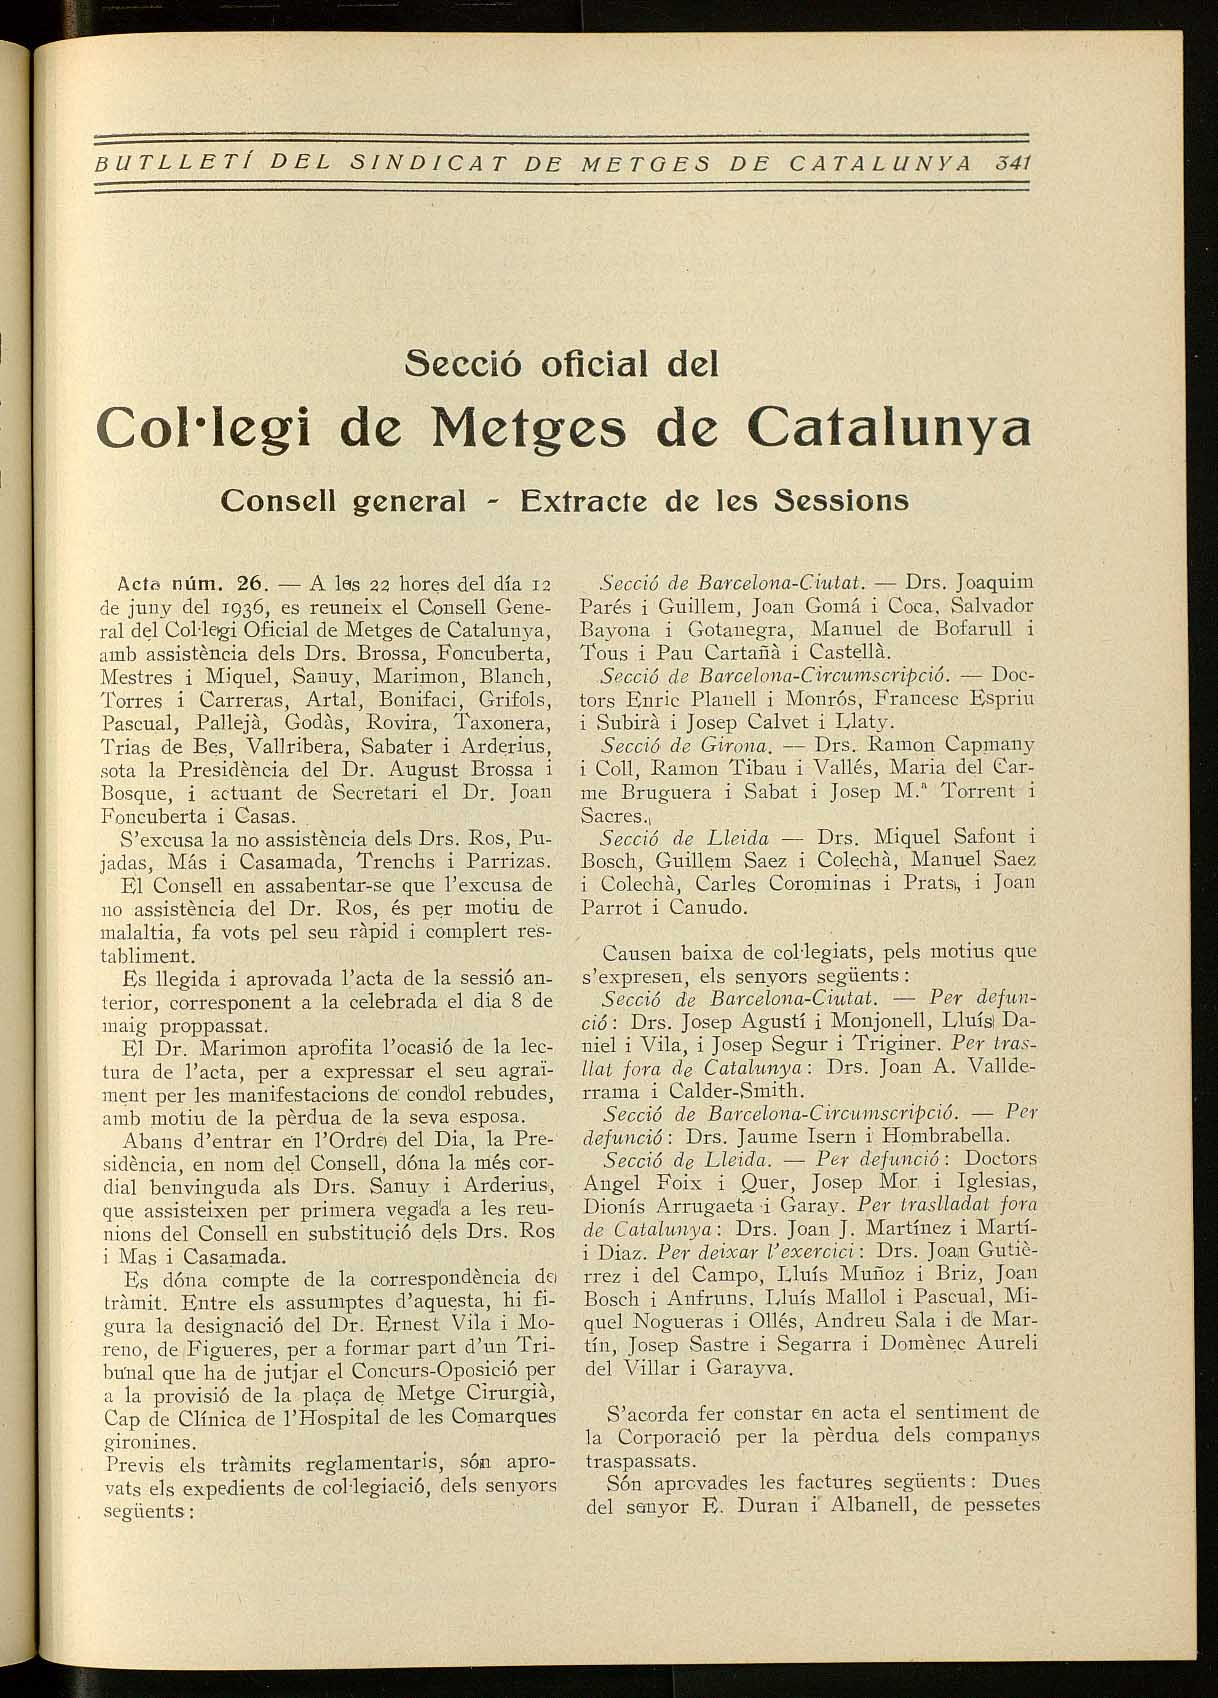 BUTLLETÍ DEL SINDICAT DE METGES DE CATALUNYA 341
Secció oficial del
Col·legi de Metges de Catalunya
Consell general - Extracte de les Sessions
Acta núm. 26. — A les 22 hores del día 12
de juny del 1936, es reuneix el Consell Gene-
ral del Col·legi Oficial de Metges de Catalunya,
amb assistència dels Drs. Brossa, Foncuberta,
Mestres i Miquel, Sanuy, Marimon, Blanch,
Torres i Carreras, Artal, Bonifaci, Grifols,
Pascual, Pallejà, Godàs, Rovira, Taxonera,
Trias de Bes, Vallribera, Sabater i Arderius,
sota la Presidència del Dr. August Brossa i
Bosque, i actuant de Secretari el Dr. Joan
Foncuberta i Casas.
S'excusa la no assistència dels Drs. Ros, Pu-
jadas, Más i Casamada, Trenchs i Parrizas.
El Consell en assabentar-se que l'excusa de
no assistència del Dr. Ros, és per motiu de
malaltia, fa vots pel seu ràpid i complert res-
tabliment.
Es llegida i aprovada l'acta de la sessió an-
terior, corresponent a la celebrada el dia 8 de
maig proppassat.
El Dr. Marimon aprofita l'ocasió de la lec-
tura de l'acta, per a expressar el seu agraï-
ment per les manifestacions de condol rebudes,
amb motiu de la pèrdua de la seva esposa.
Abans d'entrar en l'Ordre del Dia, la Pre-
sidència, en nom del Consell, dóna la més cor-
dial benvinguda als Drs. Sanuy i Arderius,
que assisteixen per primera vegada a les reu-
nions del Consell en substitució dels Drs. Ros
i Mas i Casamada.
Es dóna compte de la correspondència de
tràmit. Entre els assumptes d'aquesta, hi fi-
gura la designació del Dr. Ernest Vila i Mo-
reno, de Figueres, per a formar part d'un Tri-
bunal que ha de jutjar el Concurs-Oposició per
a la provisió de la plaça de Metge Cirurgià,
Cap de Clínica de l'Hospital de les Comarques
gironines.
Previs els tràmits reglamentaris, són apro-
vats els expedients de col·legiació, dels senyors
següents:
Secció de Barcelona-Ciutat. — Drs. Joaquim
Parés i Guillem, Joan Gomá i Coca, Salvador
Bayona i Gotanegra, Manuel de Bofarull i
Tous i Pau Cartañà i Castellà.
Secció de Barcelona-Circumscripció. — Doc-
tors Enric Planell i Monrós, Francesc Espriu
i Subirà i Josep Calvet i Llaty.
Secció de Girona. — Drs. Ramon Capmany
i Coll, Ramon Tibau i Vallés, Maria del Car-
me Bruguera i Sabat i Josep M.ª Torrent i
Sacres.
Secció de Lleida — Drs. Miquel Safont i
Bosch, Guillem Saez i Colechà, Manuel Saez
i Colechà, Carles Corominas i Prats, i Joan
Parrot i Canudo.
Causen baixa de col·legiats, pels motius que
s'expresen, els senyors següents:
Secció de Barcelona-Ciutat. — Per defun-
ció: Drs. Josep Agustí i Monjonell, Lluís Da-
niel i Vila, i Josep Segur i Triginer. Per tras-
llat fora de Catalunya: Drs. Joan A. Vallde-
rrama i Calder-Smith.
Secció de Barcelona-Circumscripció. — Per
defunció: Drs. Jaume Isern i Hombrabella.
Secció de Lleida. — Per defunció: Doctors
Angel Foix i Quer, Josep Mor i Iglesias,
Dionís Arrugaeta i Garay. Per traslladat fora
de Catalunya: Drs. Joan J. Martínez i Martí-
i Diaz. Per deixar l'exercici: Drs. Joan Gutiè-
rrez i del Campo, Lluís Muñoz i Briz, Joan
Bosch i Anfruns, Lluís Mallol i Pascual, Mi-
quel Nogueras i Ollés, Andreu Sala i de Mar-
tín, Josep Sastre i Segarra i Domènec Aureli
del Villar i Garayva.
S'acorda fer constar en acta el sentiment de
la Corporació per la pèrdua dels companys
traspassats.
Són aprovades les factures següents: Dues
del senyor E. Duran i Albanell, de pessetes